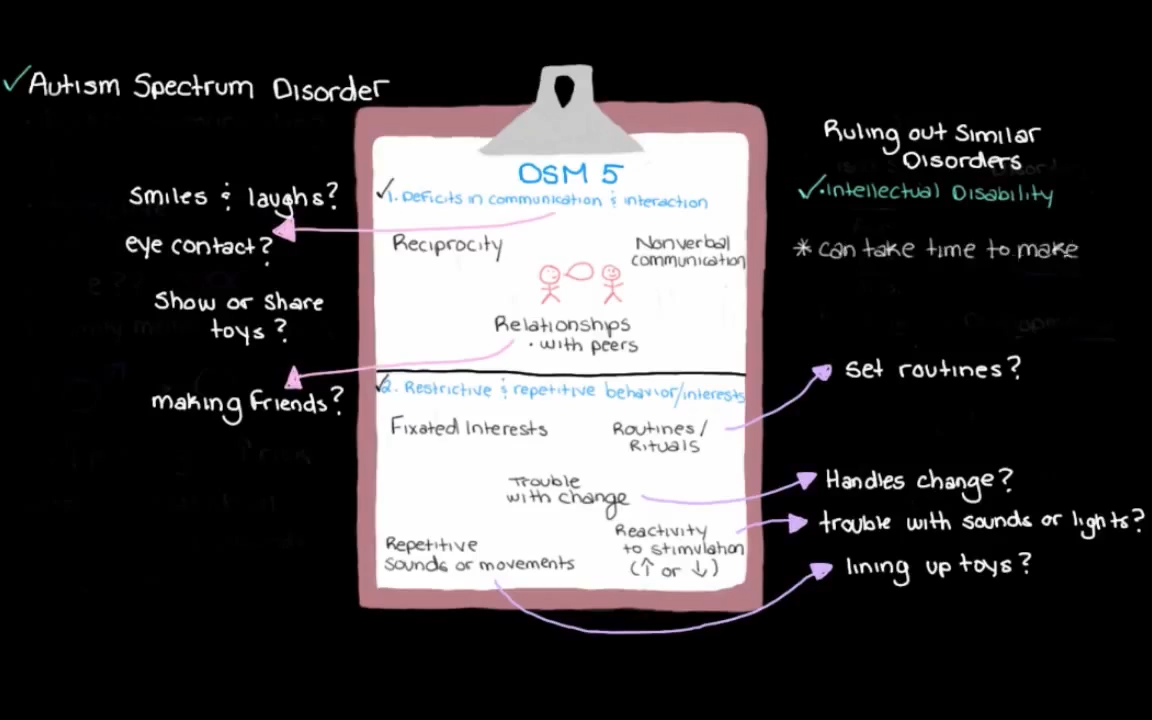 ✓Autism Spectrum Disorder
Smiles & laughs?
eye contact?
Show or share
toys?
making friends?
DSM 5
✓1. Deficits in communication & interaction
Reciprocity
Nonverbal
communication
Relationships
• with peers
✓2. Restrictive & repetitive behavior/interests
Fixated Interests
Routines/
Rituals
Trouble
with change
Reactivity
to stimulation
(↑ or ↓)
Repetitive
sounds or movements
Ruling out Similar
Disorders
✓•Intellectual Disability
* can take time to make
set routines?
Handles change?
trouble with sounds or lights?
lining up toys?